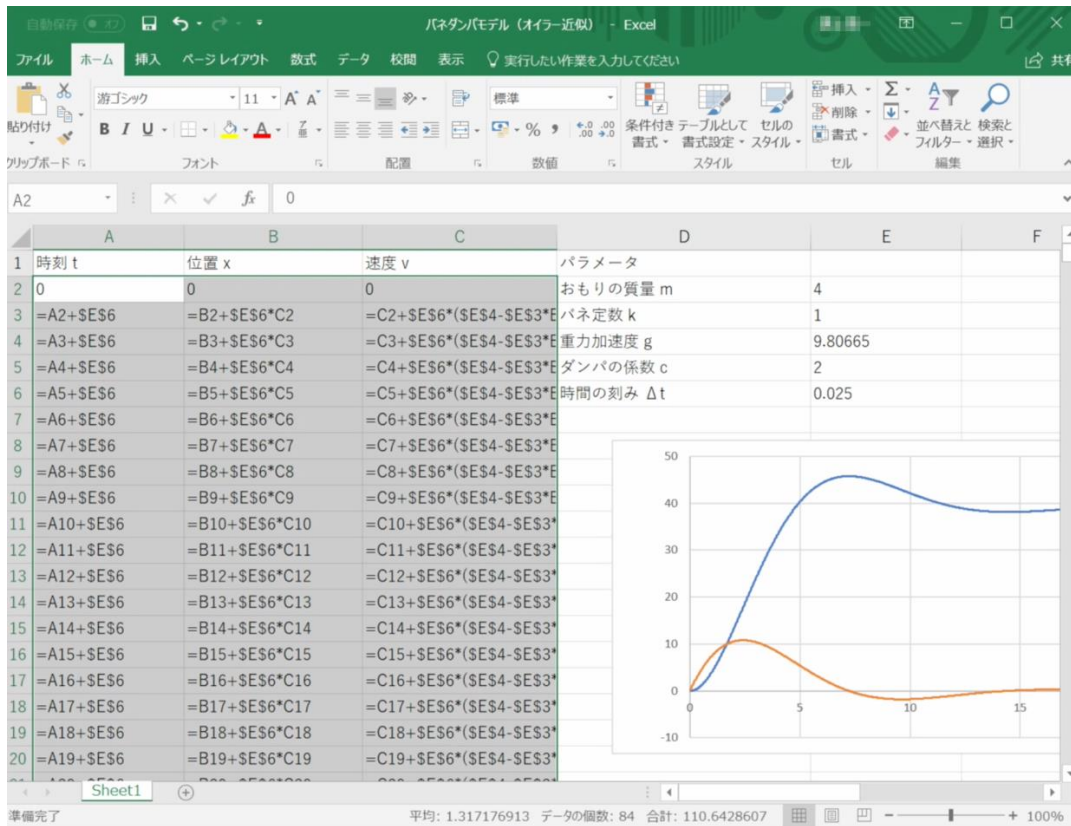 自動保存 オフ バネダンパモデル（オイラー近似） - Excel
ファイル ホーム 挿入 ページ レイアウト 数式 データ 校閲 表示 実行したい作業を入力してください 共有
貼り付け 游ゴシック 11 A A 標準 条件付き書式 テーブルとして書式設定 セルのスタイル 挿入 削除 書式 Σ 並べ替えとフィルター 検索と選択
B I U A % .0 .00 .00 .0
クリップボード フォント 配置 数値 スタイル セル 編集
A2 fx 0
A B C D E F
1 時刻 t 位置 x 速度 v パラメータ
2 0 0 0 おもりの質量 m 4
3 =A2+$E$6 =B2+$E$6*C2 =C2+$E$6*($E$4-$E$3*B バネ定数 k 1
4 =A3+$E$6 =B3+$E$6*C3 =C3+$E$6*($E$4-$E$3*B 重力加速度 g 9.80665
5 =A4+$E$6 =B4+$E$6*C4 =C4+$E$6*($E$4-$E$3*B ダンパの係数 c 2
6 =A5+$E$6 =B5+$E$6*C5 =C5+$E$6*($E$4-$E$3*B 時間の刻み Δt 0.025
7 =A6+$E$6 =B6+$E$6*C6 =C6+$E$6*($E$4-$E$3*B
8 =A7+$E$6 =B7+$E$6*C7 =C7+$E$6*($E$4-$E$3*B
9 =A8+$E$6 =B8+$E$6*C8 =C8+$E$6*($E$4-$E$3*B
10 =A9+$E$6 =B9+$E$6*C9 =C9+$E$6*($E$4-$E$3*B
11 =A10+$E$6 =B10+$E$6*C10 =C10+$E$6*($E$4-$E$3*
12 =A11+$E$6 =B11+$E$6*C11 =C11+$E$6*($E$4-$E$3*
13 =A12+$E$6 =B12+$E$6*C12 =C12+$E$6*($E$4-$E$3*
14 =A13+$E$6 =B13+$E$6*C13 =C13+$E$6*($E$4-$E$3*
15 =A14+$E$6 =B14+$E$6*C14 =C14+$E$6*($E$4-$E$3*
16 =A15+$E$6 =B15+$E$6*C15 =C15+$E$6*($E$4-$E$3*
17 =A16+$E$6 =B16+$E$6*C16 =C16+$E$6*($E$4-$E$3*
18 =A17+$E$6 =B17+$E$6*C17 =C17+$E$6*($E$4-$E$3*
19 =A18+$E$6 =B18+$E$6*C18 =C18+$E$6*($E$4-$E$3*
20 =A19+$E$6 =B19+$E$6*C19 =C19+$E$6*($E$4-$E$3*
50
40
30
20
10
0
-10
0 5 10 15
Sheet1
準備完了 平均: 1.317176913 データの個数: 84 合計: 110.6428607 100%